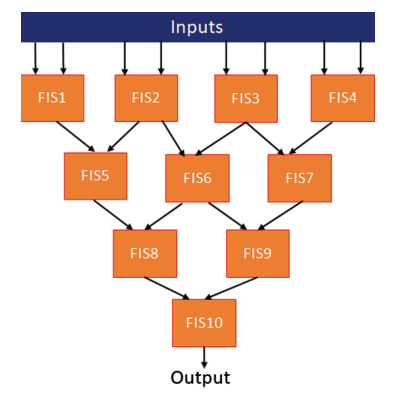 Inputs
FIS1 FIS2 FIS3 FIS4
FIS5 FIS6 FIS7
FIS8 FIS9
FIS10
Output